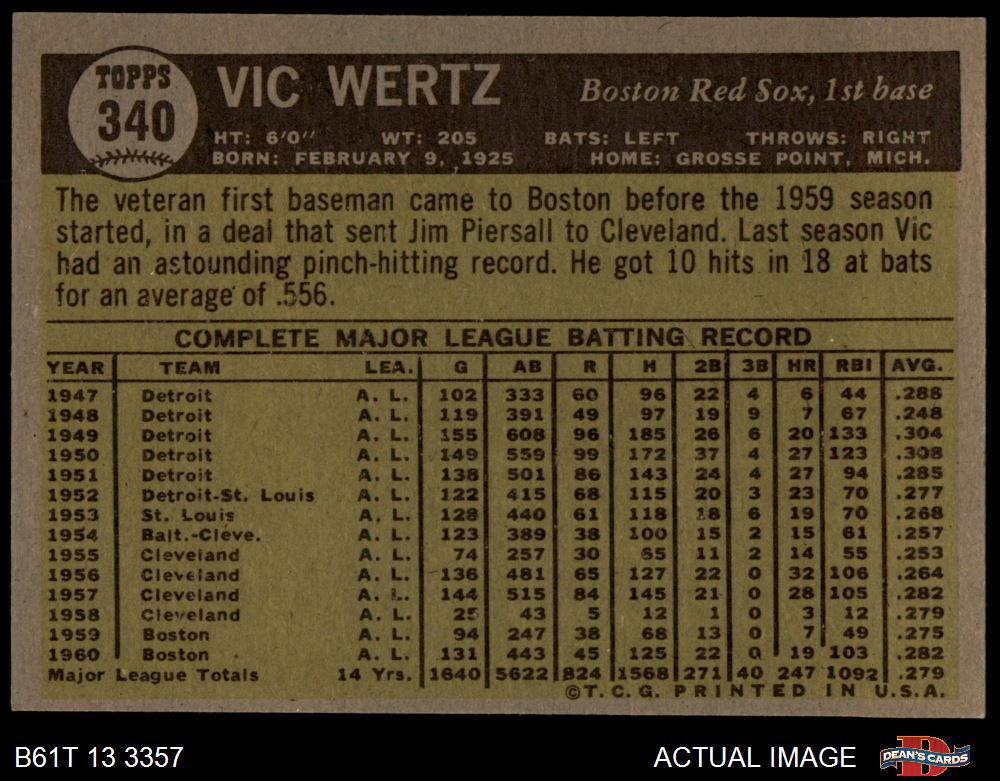 TOPPS
340
VIC WERTZ
Boston Red Sox, 1st base
HT: 6'0" WT: 205 BATS: LEFT THROWS: RIGHT
BORN: FEBRUARY 9, 1925 HOME: GROSSE POINT, MICH.
The veteran first baseman came to Boston before the 1959 season
started, in a deal that sent Jim Piersall to Cleveland. Last season Vic
had an astounding pinch-hitting record. He got 10 hits in 18 at bats
for an average of .556.
COMPLETE MAJOR LEAGUE BATTING RECORD
YEAR TEAM LEA. G AB R H 2B 3B HR RBI AVG.
1947 Detroit A. L. 102 333 60 96 22 4 6 44 .288
1948 Detroit A. L. 119 391 49 97 19 9 7 67 .248
1949 Detroit A. L. 155 608 96 185 26 6 20 133 .304
1950 Detroit A. L. 149 559 99 172 37 4 27 123 .308
1951 Detroit A. L. 138 501 86 143 24 4 27 94 .285
1952 Detroit-St. Louis A. L. 122 415 68 115 20 3 23 70 .277
1953 St. Louis A. L. 128 440 61 118 18 6 19 70 .268
1954 Balt.-Cleve. A. L. 123 389 38 100 15 2 15 61 .257
1955 Cleveland A. L. 74 257 30 65 11 2 14 55 .253
1956 Cleveland A. L. 136 481 65 127 22 0 32 106 .264
1957 Cleveland A. L. 144 515 84 145 21 0 28 105 .282
1958 Cleveland A. L. 25 43 5 12 1 0 3 12 .279
1959 Boston A. L. 94 247 38 68 13 0 7 49 .275
1960 Boston A. L. 131 443 45 125 22 0 19 103 .282
Major League Totals 14 Yrs. 1640 5622 824 1568 271 40 247 1092 .279
©T.C.G. PRINTED IN U.S.A.
B61T 13 3357 ACTUAL IMAGE DEAN'S CARDS